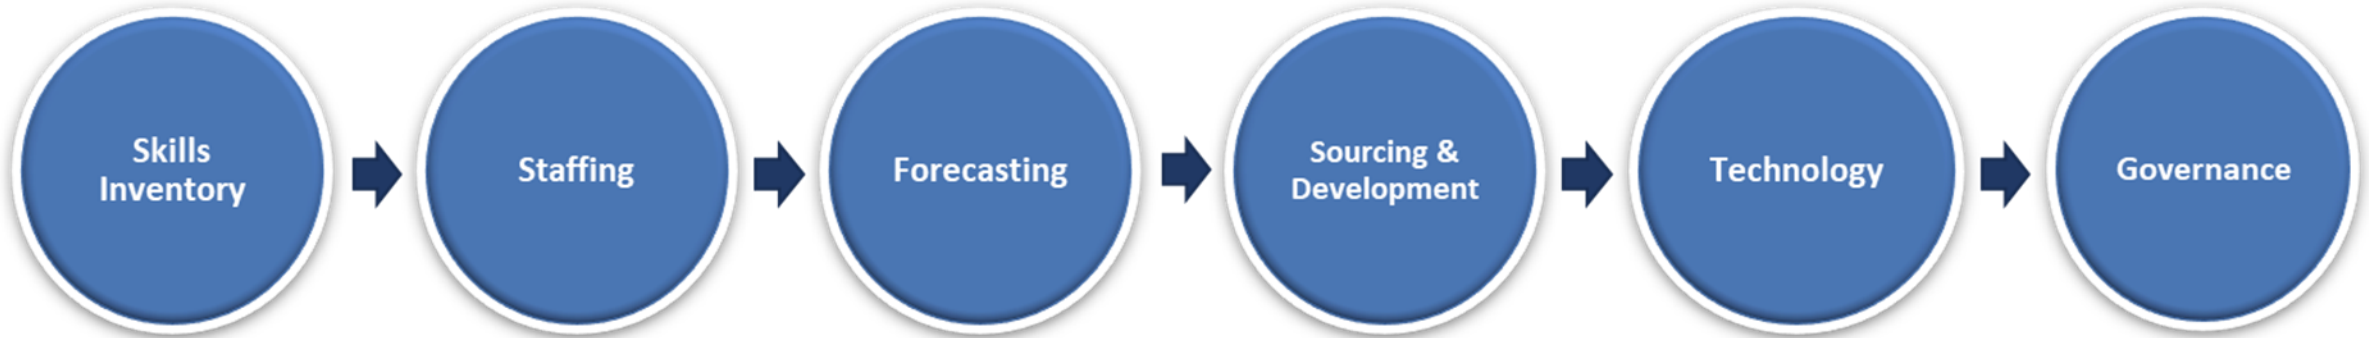 Skills
Inventory
Staffing
Forecasting
Sourcing &
Development
Technology
Governance